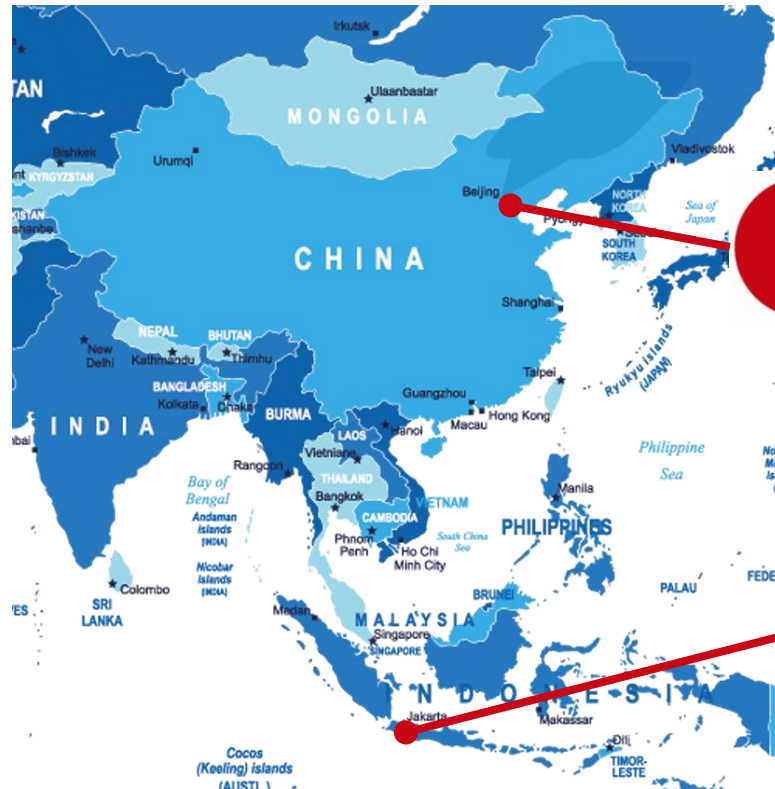 Irkutsk
TAN
Ulaanbaatar
MONGOLIA
Bishkek
Urumqi
Vladivostok
KYRGYZSTAN
Beijing
NORTH
KOREA
Sea of
Japan
SOUTH
KOREA
CHINA
Shanghai
NEPAL
BHUTAN
New
Delhi
Kathmandu
Thimhu
Ryukyu islands
(JAPAN)
Taipei
BANGLADESH
Guangzhou
Kolkata
Dhaka
BURMA
Macau
Hong Kong
INDIA
LAOS
Hanoi
Vietniane
Philippine
Sea
Rangoon
THAILAND
Bay of
Bengal
Bangkok
VIETNAM
Manila
Andaman
islands
(INDIA)
CAMBODIA
PHILIPPINES
Phnom
Penh
South China
Sea
Ho Chi
Minh City
Nicobar
islands
(INDIA)
Colombo
PALAU
FEDE
SRI
LANKA
BRUNEI
Medan
MALAYSIA
Singapore
SINGAPORE
INDONESIA
Jakarta
Makassar
Dili
TIMOR-
LESTE
Cocos
(Keeling) islands
(AUSTL.)